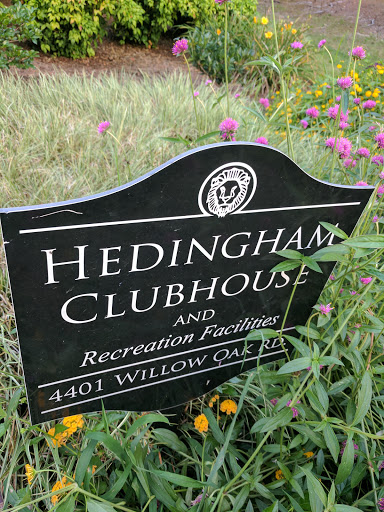 HEDINGHAM
CLUBHOUSE
AND
Recreation Facilities
4401 WILLOW OAK RD.